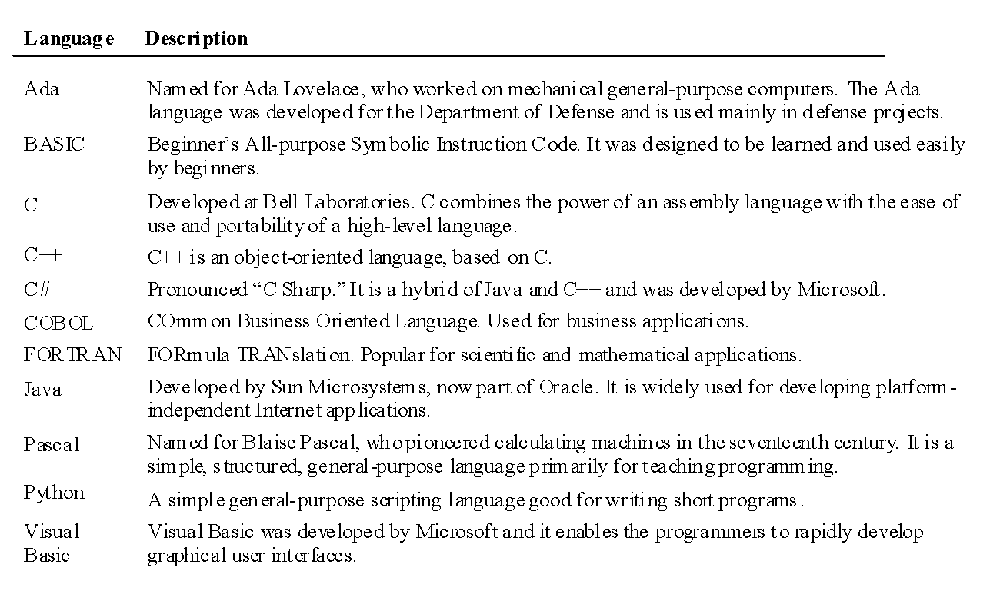 Language Description
Ada Named for Ada Lovelace, who worked on mechanical general-purpose computers. The Ada
language was developed for the Department of Defense and is used mainly in defense projects.
BASIC Beginner’s All-purpose Symbolic Instruction Code. It was designed to be learned and used easily
by beginners.
C Developed at Bell Laboratories. C combines the power of an assembly language with the ease of
use and portability of a high-level language.
C++ C++ is an object-oriented language, based on C.
C# Pronounced “C Sharp.” It is a hybrid of Java and C++ and was developed by Microsoft.
COBOL COmmon Business Oriented Language. Used for business applications.
FORTRAN FORmula TRANslation. Popular for scientific and mathematical applications.
Java Developed by Sun Microsystems, now part of Oracle. It is widely used for developing platform-
independent Internet applications.
Pascal Named for Blaise Pascal, who pioneered calculating machines in the seventeenth century. It is a
simple, structured, general-purpose language primarily for teaching programming.
Python A simple general-purpose scripting language good for writing short programs.
Visual Visual Basic was developed by Microsoft and it enables the programmers to rapidly develop
Basic graphical user interfaces.